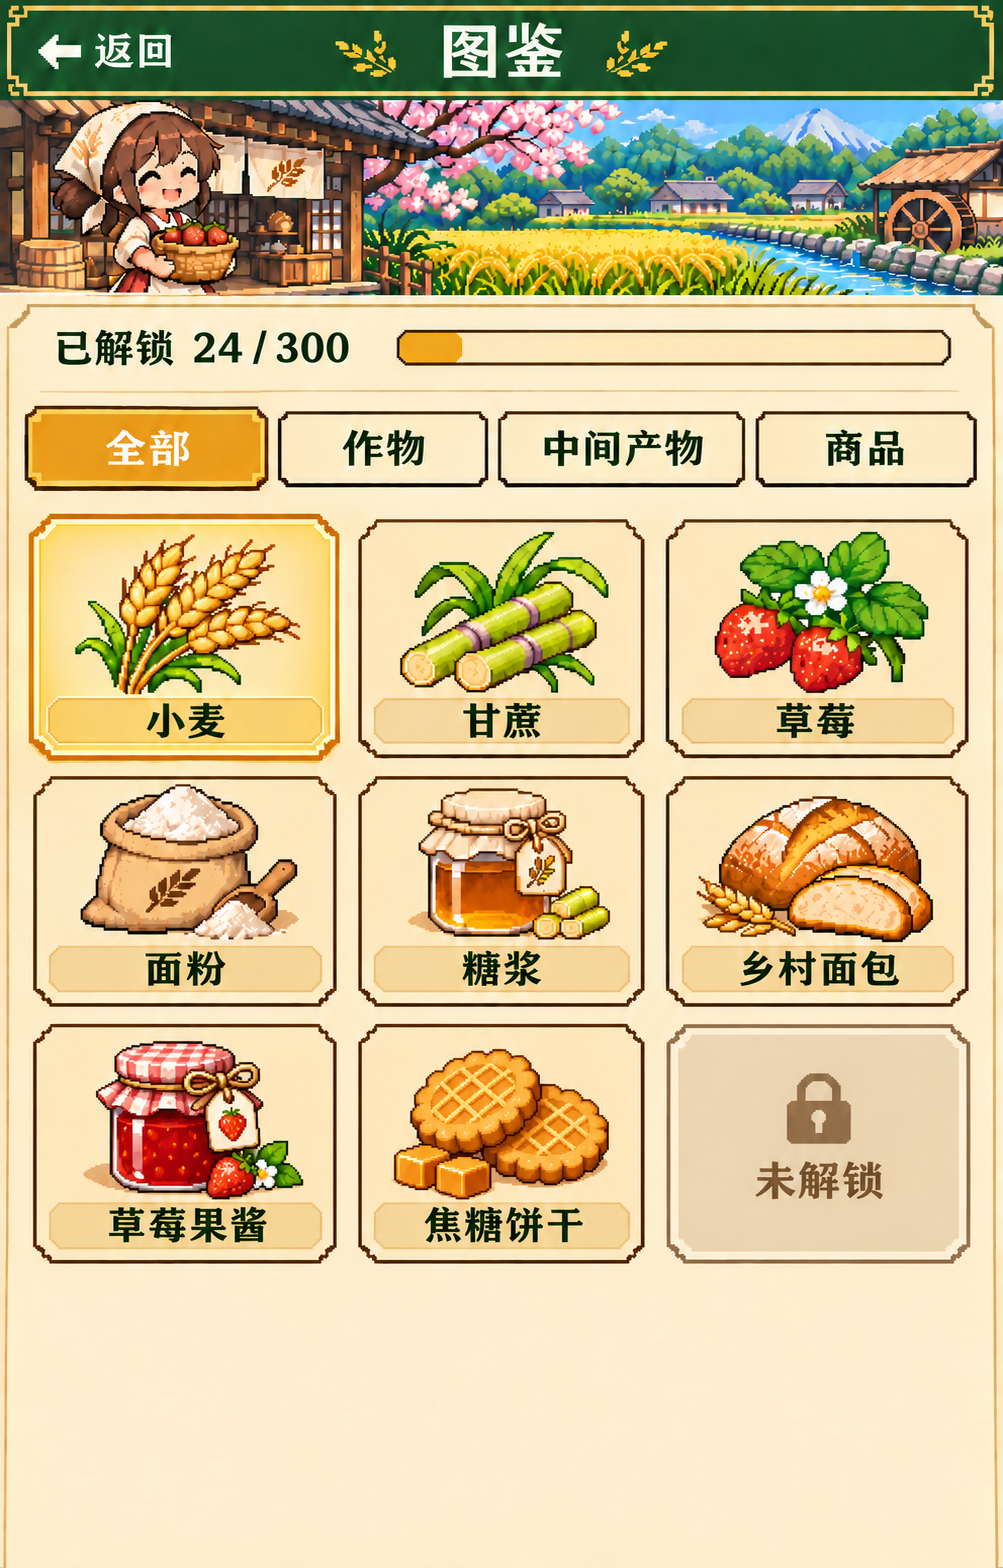 返回
图鉴
已解锁 24 / 300
全部
作物
中间产物
商品
小麦
甘蔗
草莓
面粉
糖浆
乡村面包
草莓果酱
焦糖饼干
未解锁